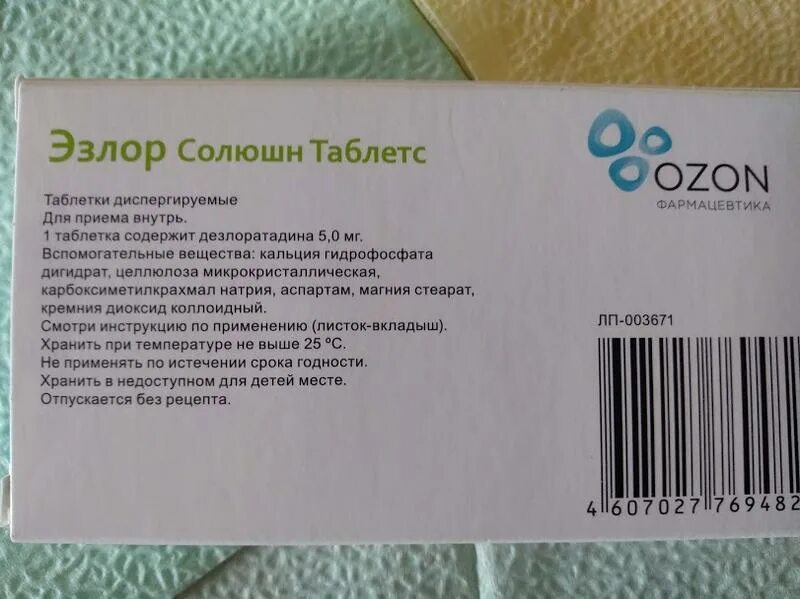 Эзлор Солюшн Таблетс
Таблетки диспергируемые
Для приема внутрь.
1 таблетка содержит дезлоратадина 5,0 мг.
Вспомогательные вещества: кальция гидрофосфата
дигидрат, целлюлоза микрокристаллическая,
карбоксиметилкрахмал натрия, аспартам, магния стеарат,
кремния диоксид коллоидный.
Смотри инструкцию по применению (листок-вкладыш).
Хранить при температуре не выше 25 ºС.
Не применять по истечении срока годности.
Хранить в недоступном для детей месте.
Отпускается без рецепта.
OZON
ФАРМАЦЕВТИКА
ЛП-003671
4 607027 769482